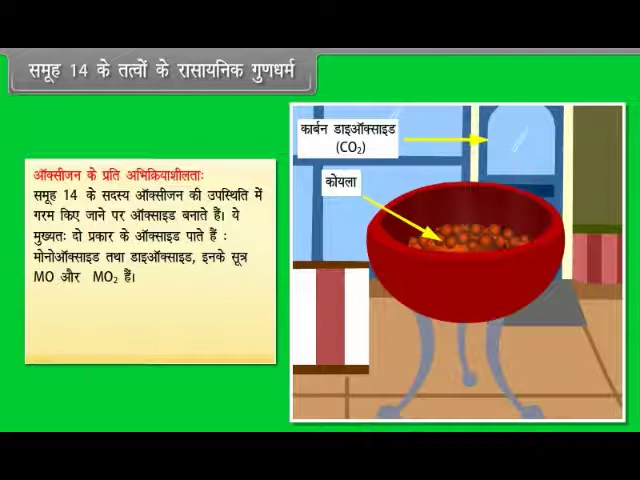 समूह 14 के तत्वों के रासायनिक गुणधर्म
ऑक्सीजन के प्रति अभिक्रियाशीलताः
समूह 14 के सदस्य ऑक्सीजन की उपस्थिति में
गरम किए जाने पर ऑक्साइड बनाते हैं। ये
मुख्यतः दो प्रकार के ऑक्साइड पाते हैं :
मोनोऑक्साइड तथा डाइऑक्साइड, इनके सूत्र
MO और MO₂ हैं।
कार्बन डाइऑक्साइड
(CO₂)
कोयला